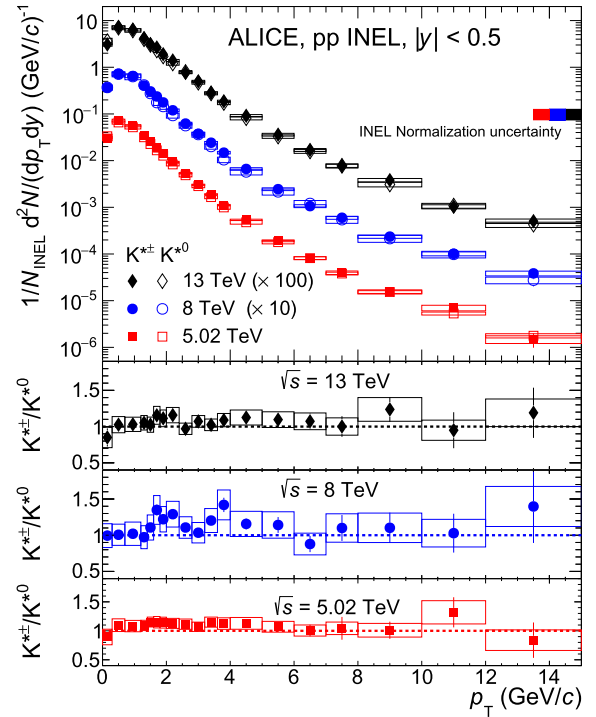 ALICE, pp INEL, |y| < 0.5
1/N_INEL d²N/(dp_T dy) (GeV/c)⁻¹
10
1
10⁻¹
10⁻²
10⁻³
10⁻⁴
10⁻⁵
10⁻⁶
INEL Normalization uncertainty
K*± K*⁰
13 TeV (× 100)
8 TeV (× 10)
5.02 TeV
K*±/K*⁰
1.5
1
0.5
√s = 13 TeV
K*±/K*⁰
1.5
1
0.5
√s = 8 TeV
K*±/K*⁰
1.5
1
0.5
√s = 5.02 TeV
0 2 4 6 8 10 12 14
p_T (GeV/c)